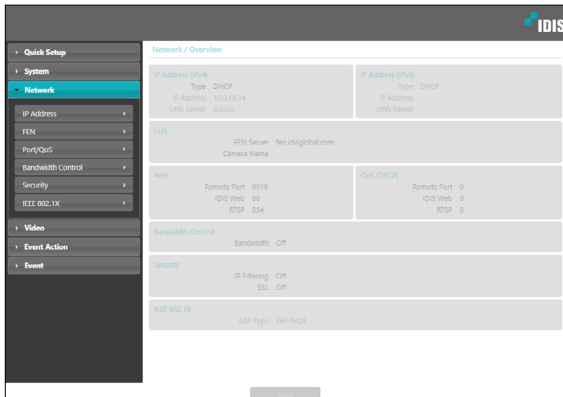 IDIS
Quick Setup
System
Network
IP Address
FEN
Port/QoS
Bandwidth Control
Security
IEEE 802.1X
Video
Event Action
Event
Network / Overview
IP Address (IPv4)
Type DHCP
IP Address 10.0.16.14
DNS Server 0.0.0.0
IP Address (IPv6)
Type DHCP
IP Address
DNS Server
FEN
FEN Server fen.idisglobal.com
Camera Name
Port
Remote Port 8016
IDIS Web 80
RTSP 554
QoS (DSCP)
Remote Port 0
IDIS Web 0
RTSP 0
Bandwidth Control
Bandwidth Off
Security
IP Filtering Off
SSL Off
IEEE 802.1X
EAP Type EAP-MD5